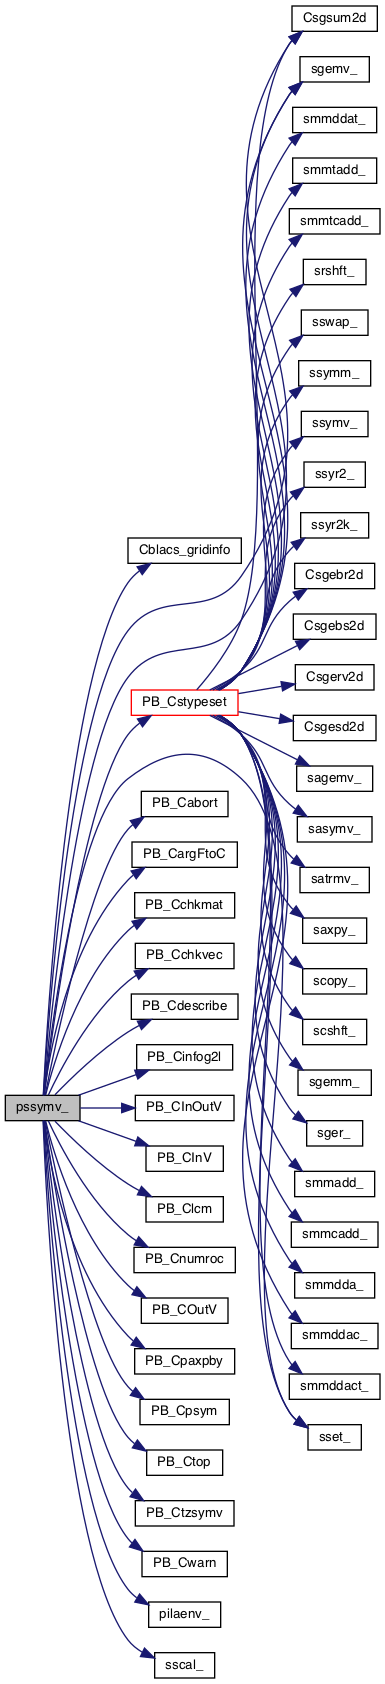 Csgsum2d
sgemv_
smmddat_
smmtadd_
smmtcadd_
srshft_
sswap_
ssymm_
ssymv_
ssyr2_
ssyr2k_
Cblacs_gridinfo
Csgebr2d
Csgebs2d
Csgerv2d
PB_Cstypeset
Csgesd2d
sagemv_
PB_Cabort
sasymv_
PB_CargFtoC
satrmv_
PB_Cchkmat
saxpy_
PB_Cchkvec
scopy_
PB_Cdescribe
scshft_
PB_Cinfog2l
sgemm_
pssymv_
PB_CInOutV
sger_
PB_CInV
smmadd_
PB_Clcm
smmcadd_
PB_Cnumroc
smmdda_
PB_COutV
smmddac_
PB_Cpaxpby
smmddact_
PB_Cpsym
sset_
PB_Ctop
PB_Ctzsymv
PB_Cwarn
pilaenv_
sscal_